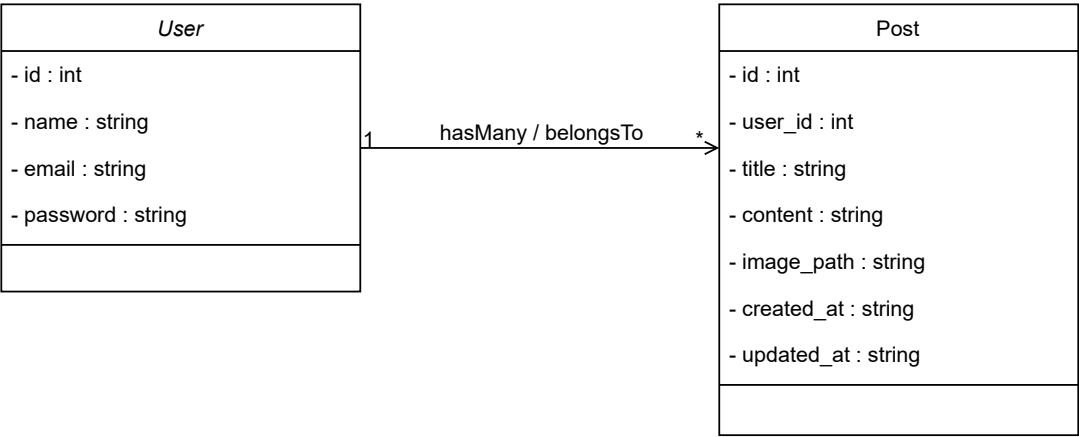 User
- id : int
- name : string
- email : string
- password : string
1
hasMany / belongsTo
*
Post
- id : int
- user_id : int
- title : string
- content : string
- image_path : string
- created_at : string
- updated_at : string